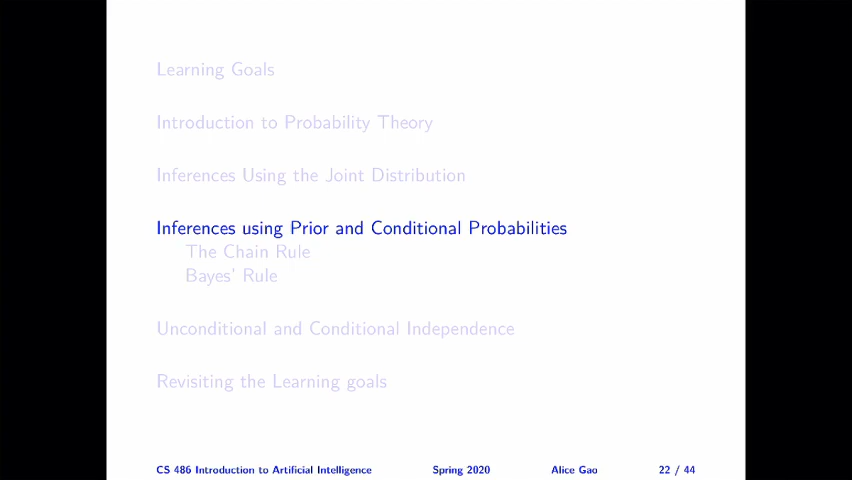 Learning Goals
Introduction to Probability Theory
Inferences Using the Joint Distribution
Inferences using Prior and Conditional Probabilities
The Chain Rule
Bayes' Rule
Unconditional and Conditional Independence
Revisiting the Learning goals
CS 486 Introduction to Artificial Intelligence Spring 2020 Alice Gao 22 / 44